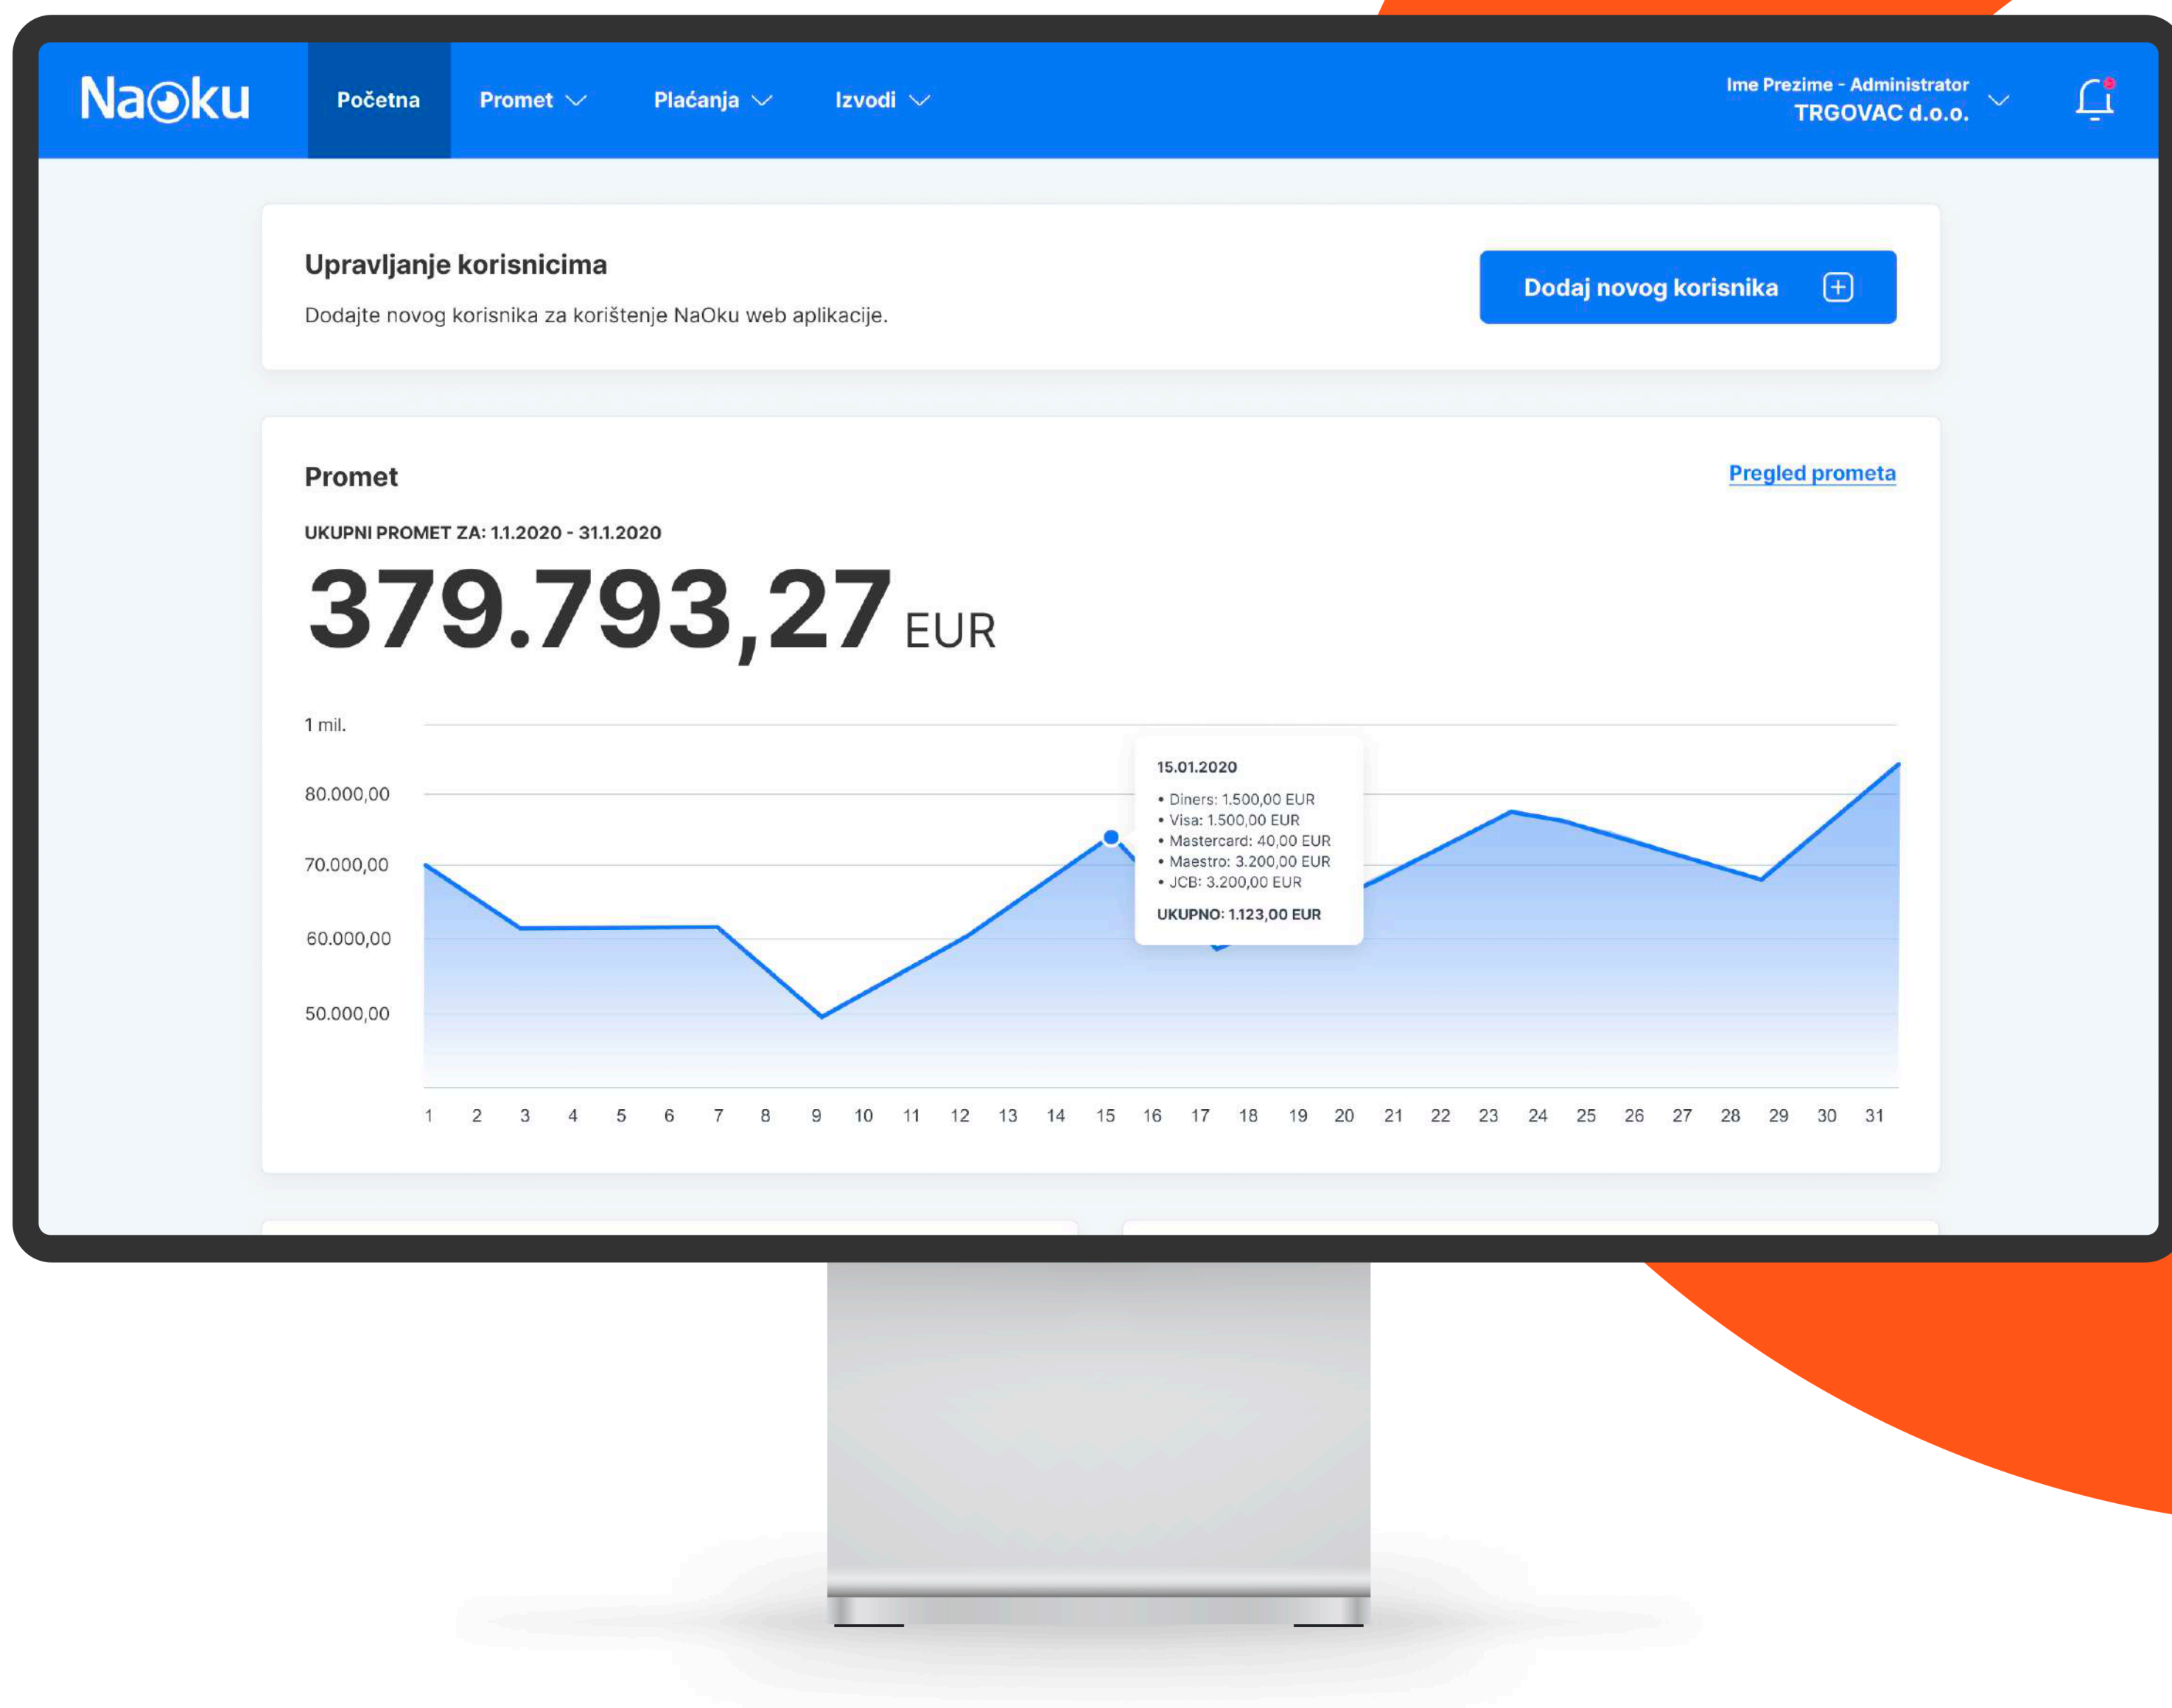 NaOku
Početna
Promet
Plaćanja
Izvodi
Ime Prezime - Administrator
TRGOVAC d.o.o.
Upravljanje korisnicima
Dodajte novog korisnika za korištenje NaOku web aplikacije.
Dodaj novog korisnika
Promet
Pregled prometa
UKUPNI PROMET ZA: 1.1.2020 - 31.1.2020
379.793,27 EUR
1 mil.
80.000,00
70.000,00
60.000,00
50.000,00
15.01.2020
• Diners: 1.500,00 EUR
• Visa: 1.500,00 EUR
• Mastercard: 40,00 EUR
• Maestro: 3.200,00 EUR
• JCB: 3.200,00 EUR
UKUPNO: 1.123,00 EUR
1 2 3 4 5 6 7 8 9 10 11 12 13 14 15 16 17 18 19 20 21 22 23 24 25 26 27 28 29 30 31